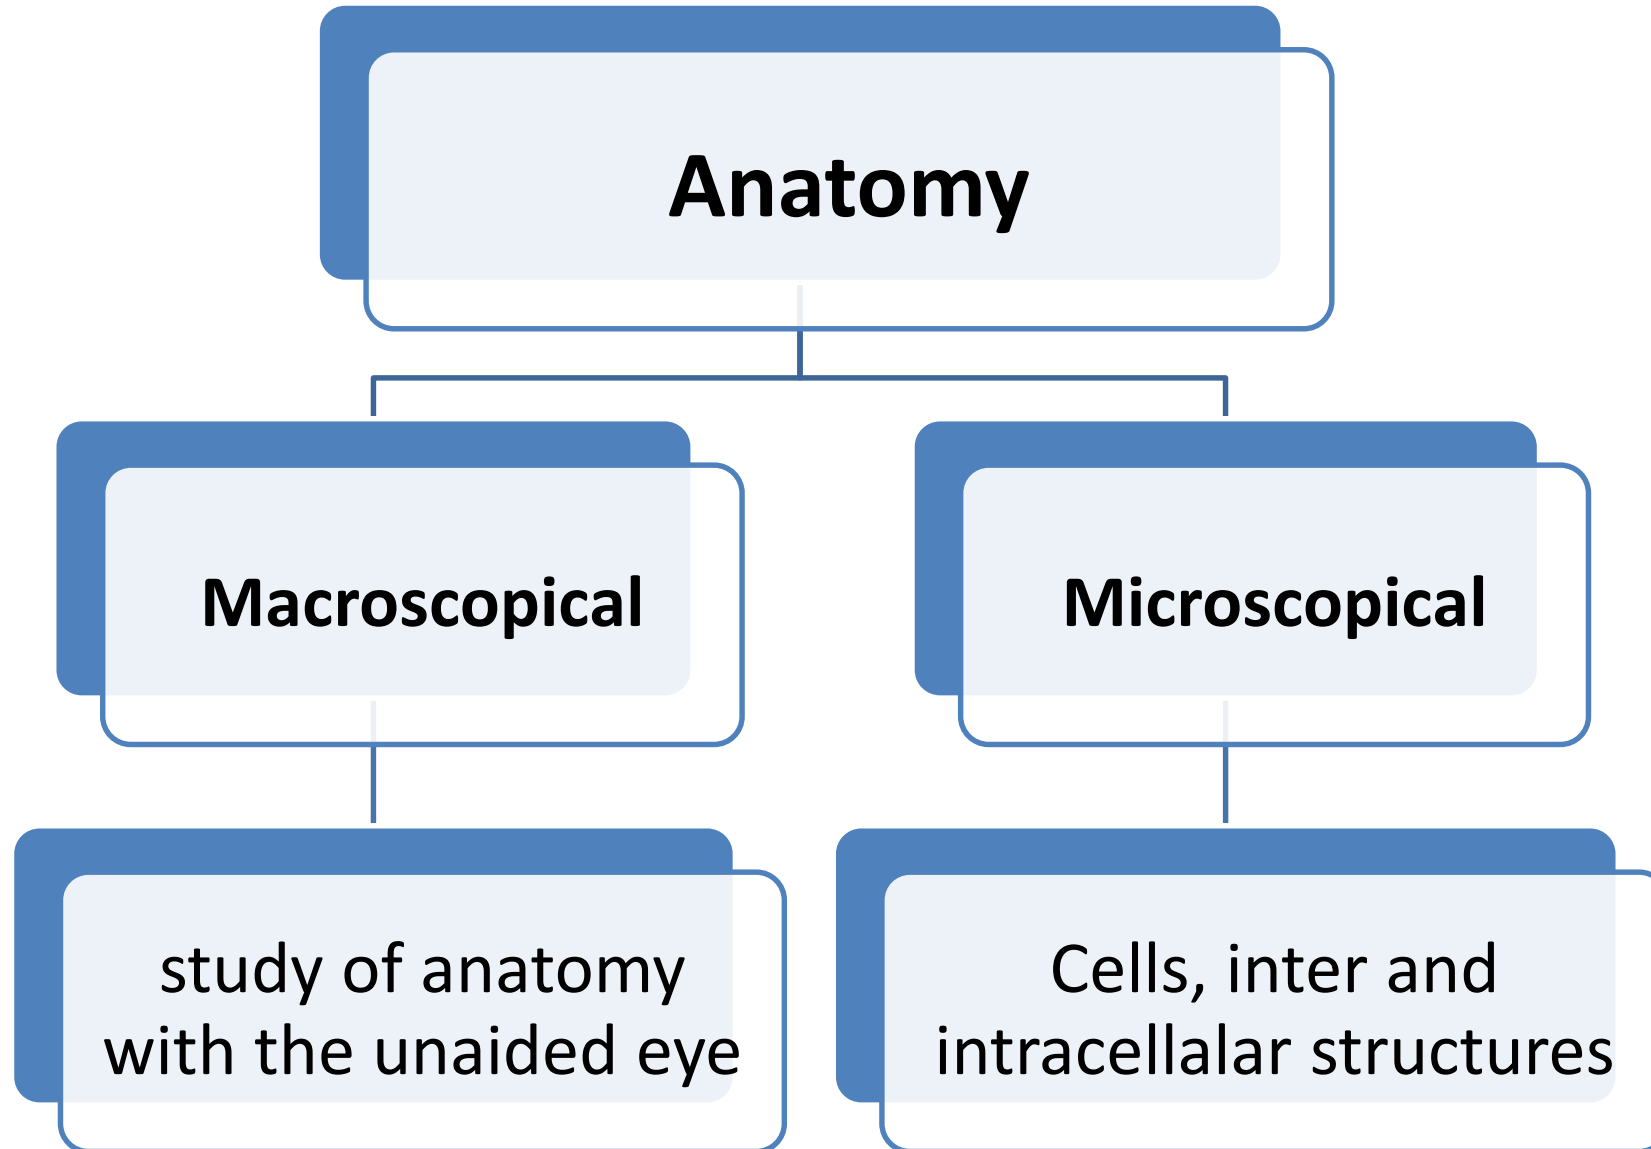 Anatomy
Macroscopical
Microscopical
study of anatomy
with the unaided eye
Cells, inter and
intracellalar structures